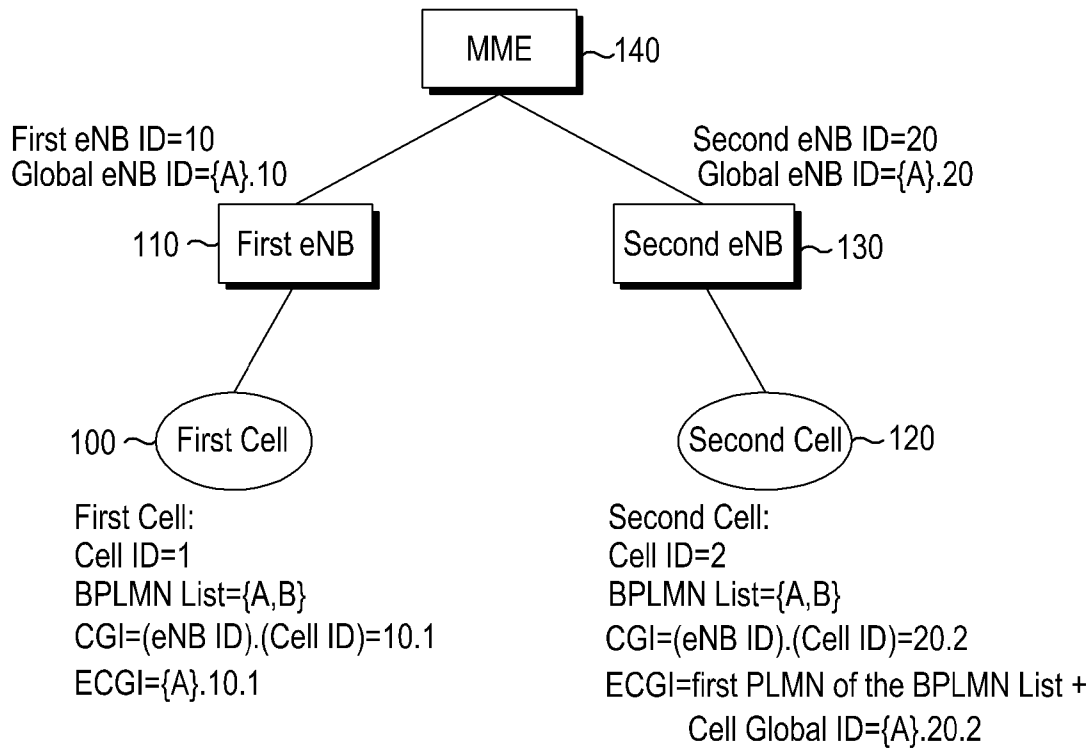 MME
140
First eNB ID=10
Global eNB ID={A}.10
Second eNB ID=20
Global eNB ID={A}.20
110
First eNB
Second eNB
130
100
First Cell
Second Cell
120
First Cell:
Cell ID=1
BPLMN List={A,B}
CGI=(eNB ID).(Cell ID)=10.1
ECGI={A}.10.1
Second Cell:
Cell ID=2
BPLMN List={A,B}
CGI=(eNB ID).(Cell ID)=20.2
ECGI=first PLMN of the BPLMN List +
Cell Global ID={A}.20.2